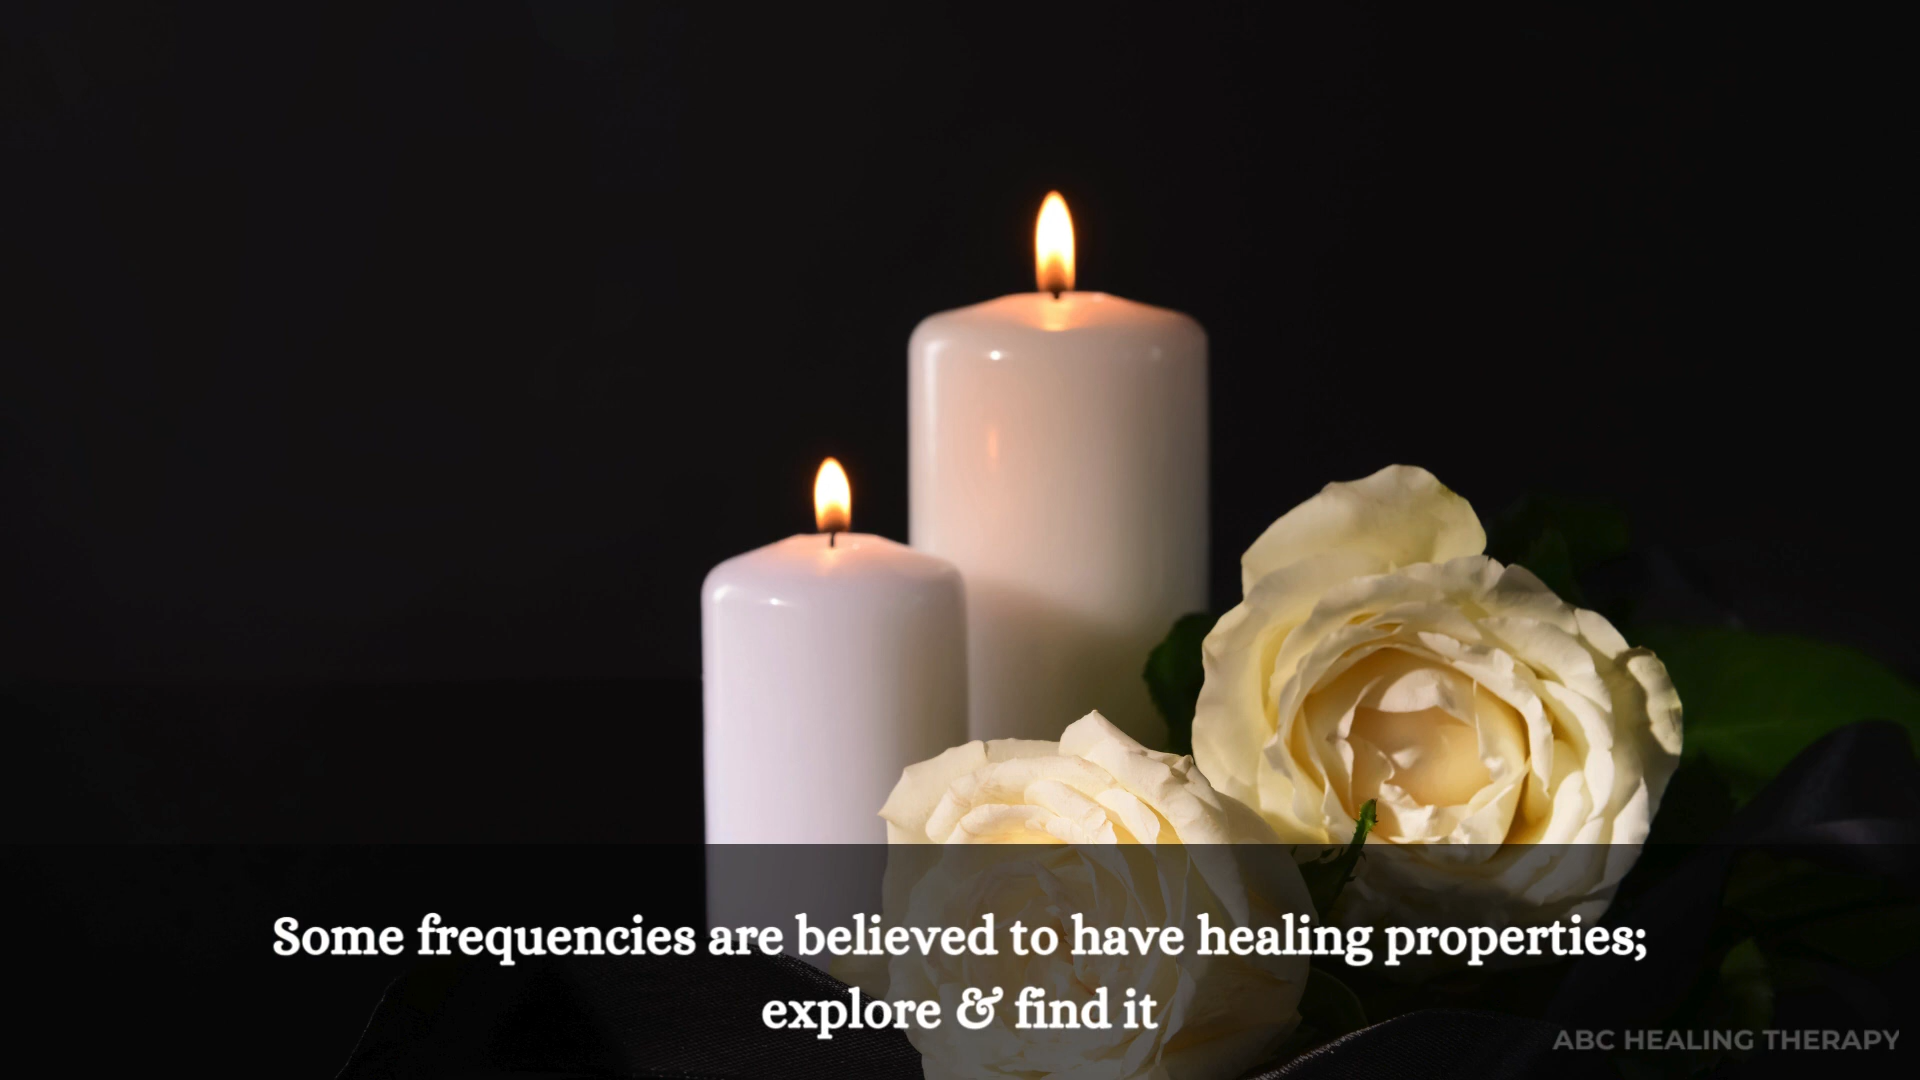 Some frequencies are believed to have healing properties;
explore & find it
ABC HEALING THERAPY